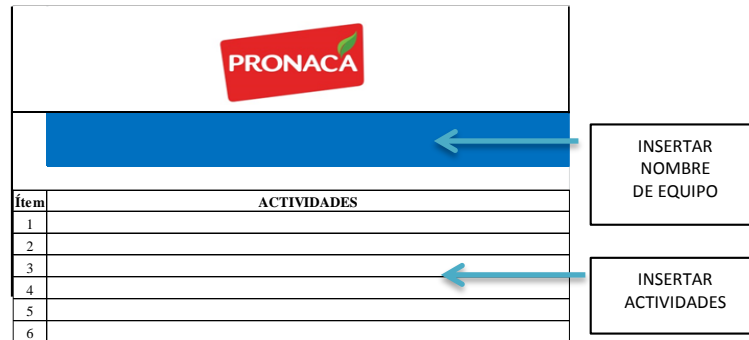 PRONACA
INSERTAR
NOMBRE
DE EQUIPO
Ítem ACTIVIDADES
1
2
3
4
5
6
INSERTAR
ACTIVIDADES